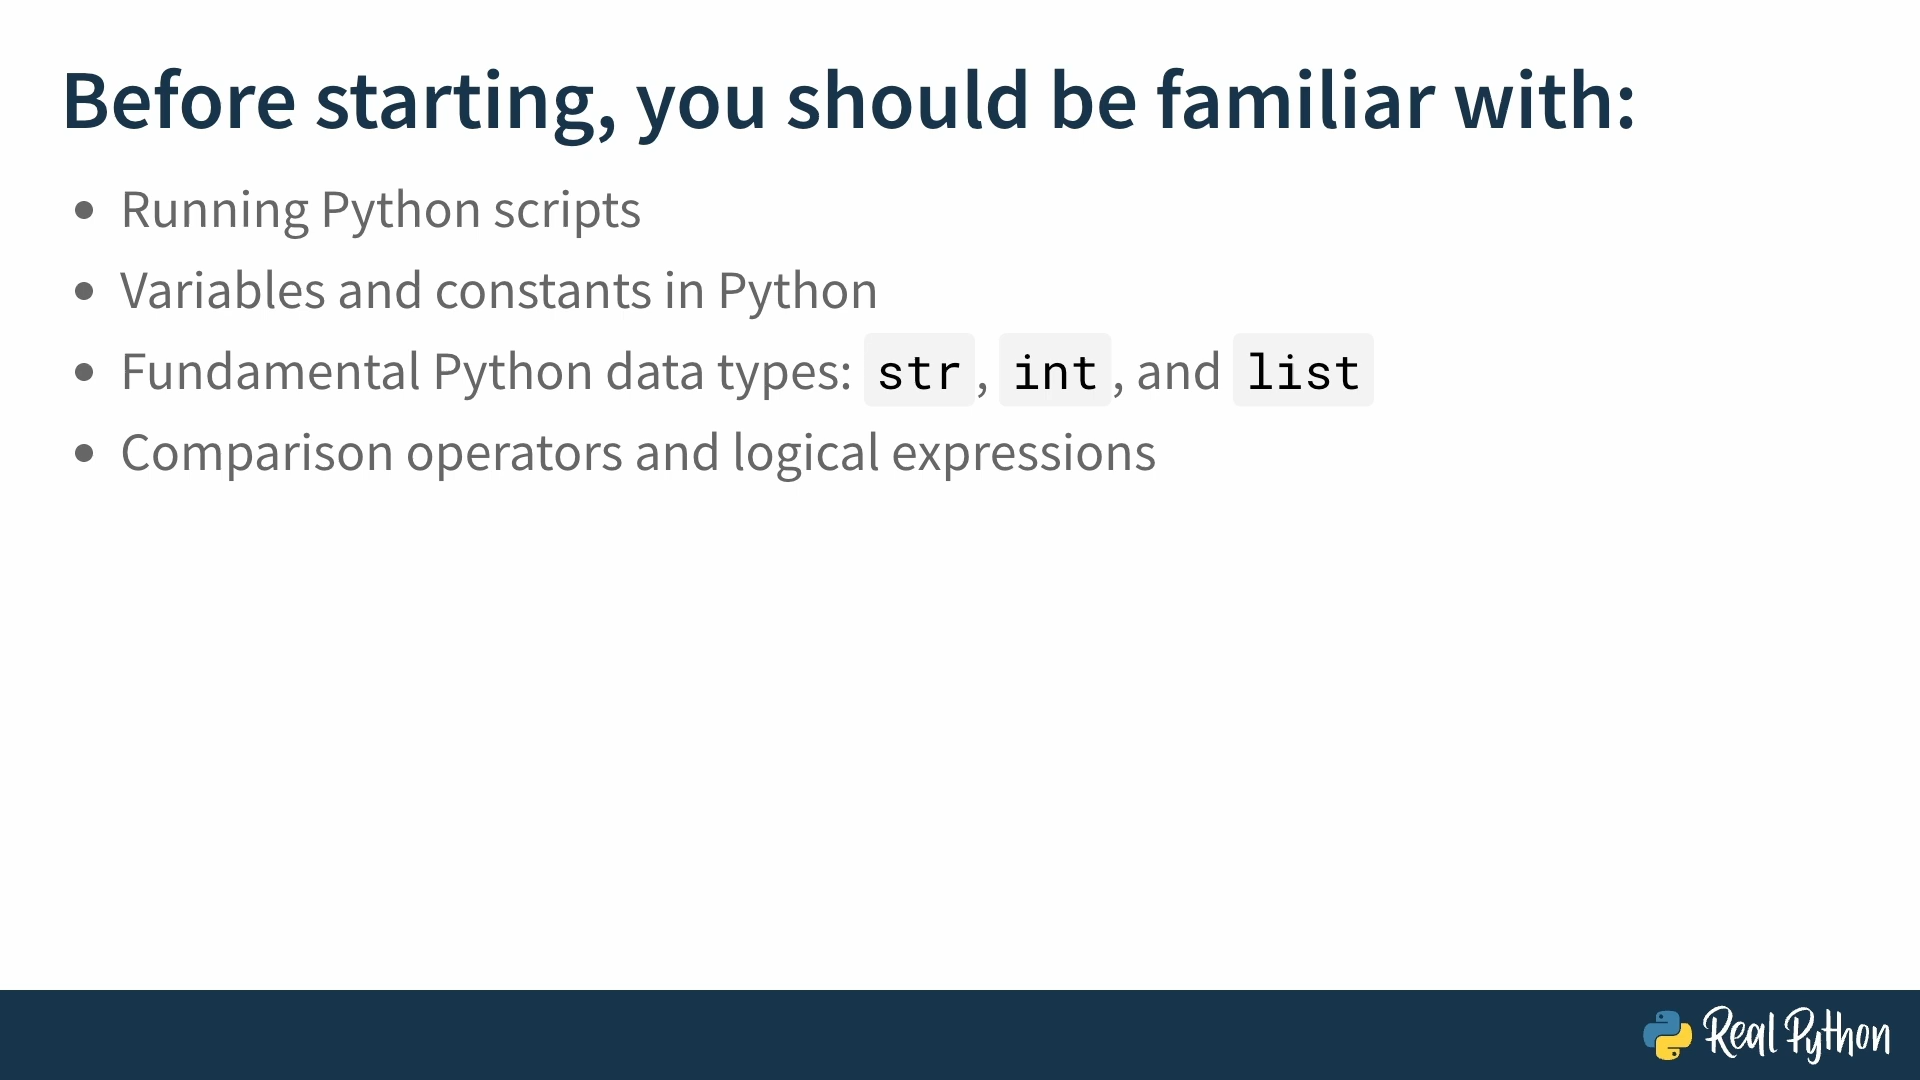 Before starting, you should be familiar with:
• Running Python scripts
• Variables and constants in Python
• Fundamental Python data types: str, int, and list
• Comparison operators and logical expressions
Real Python